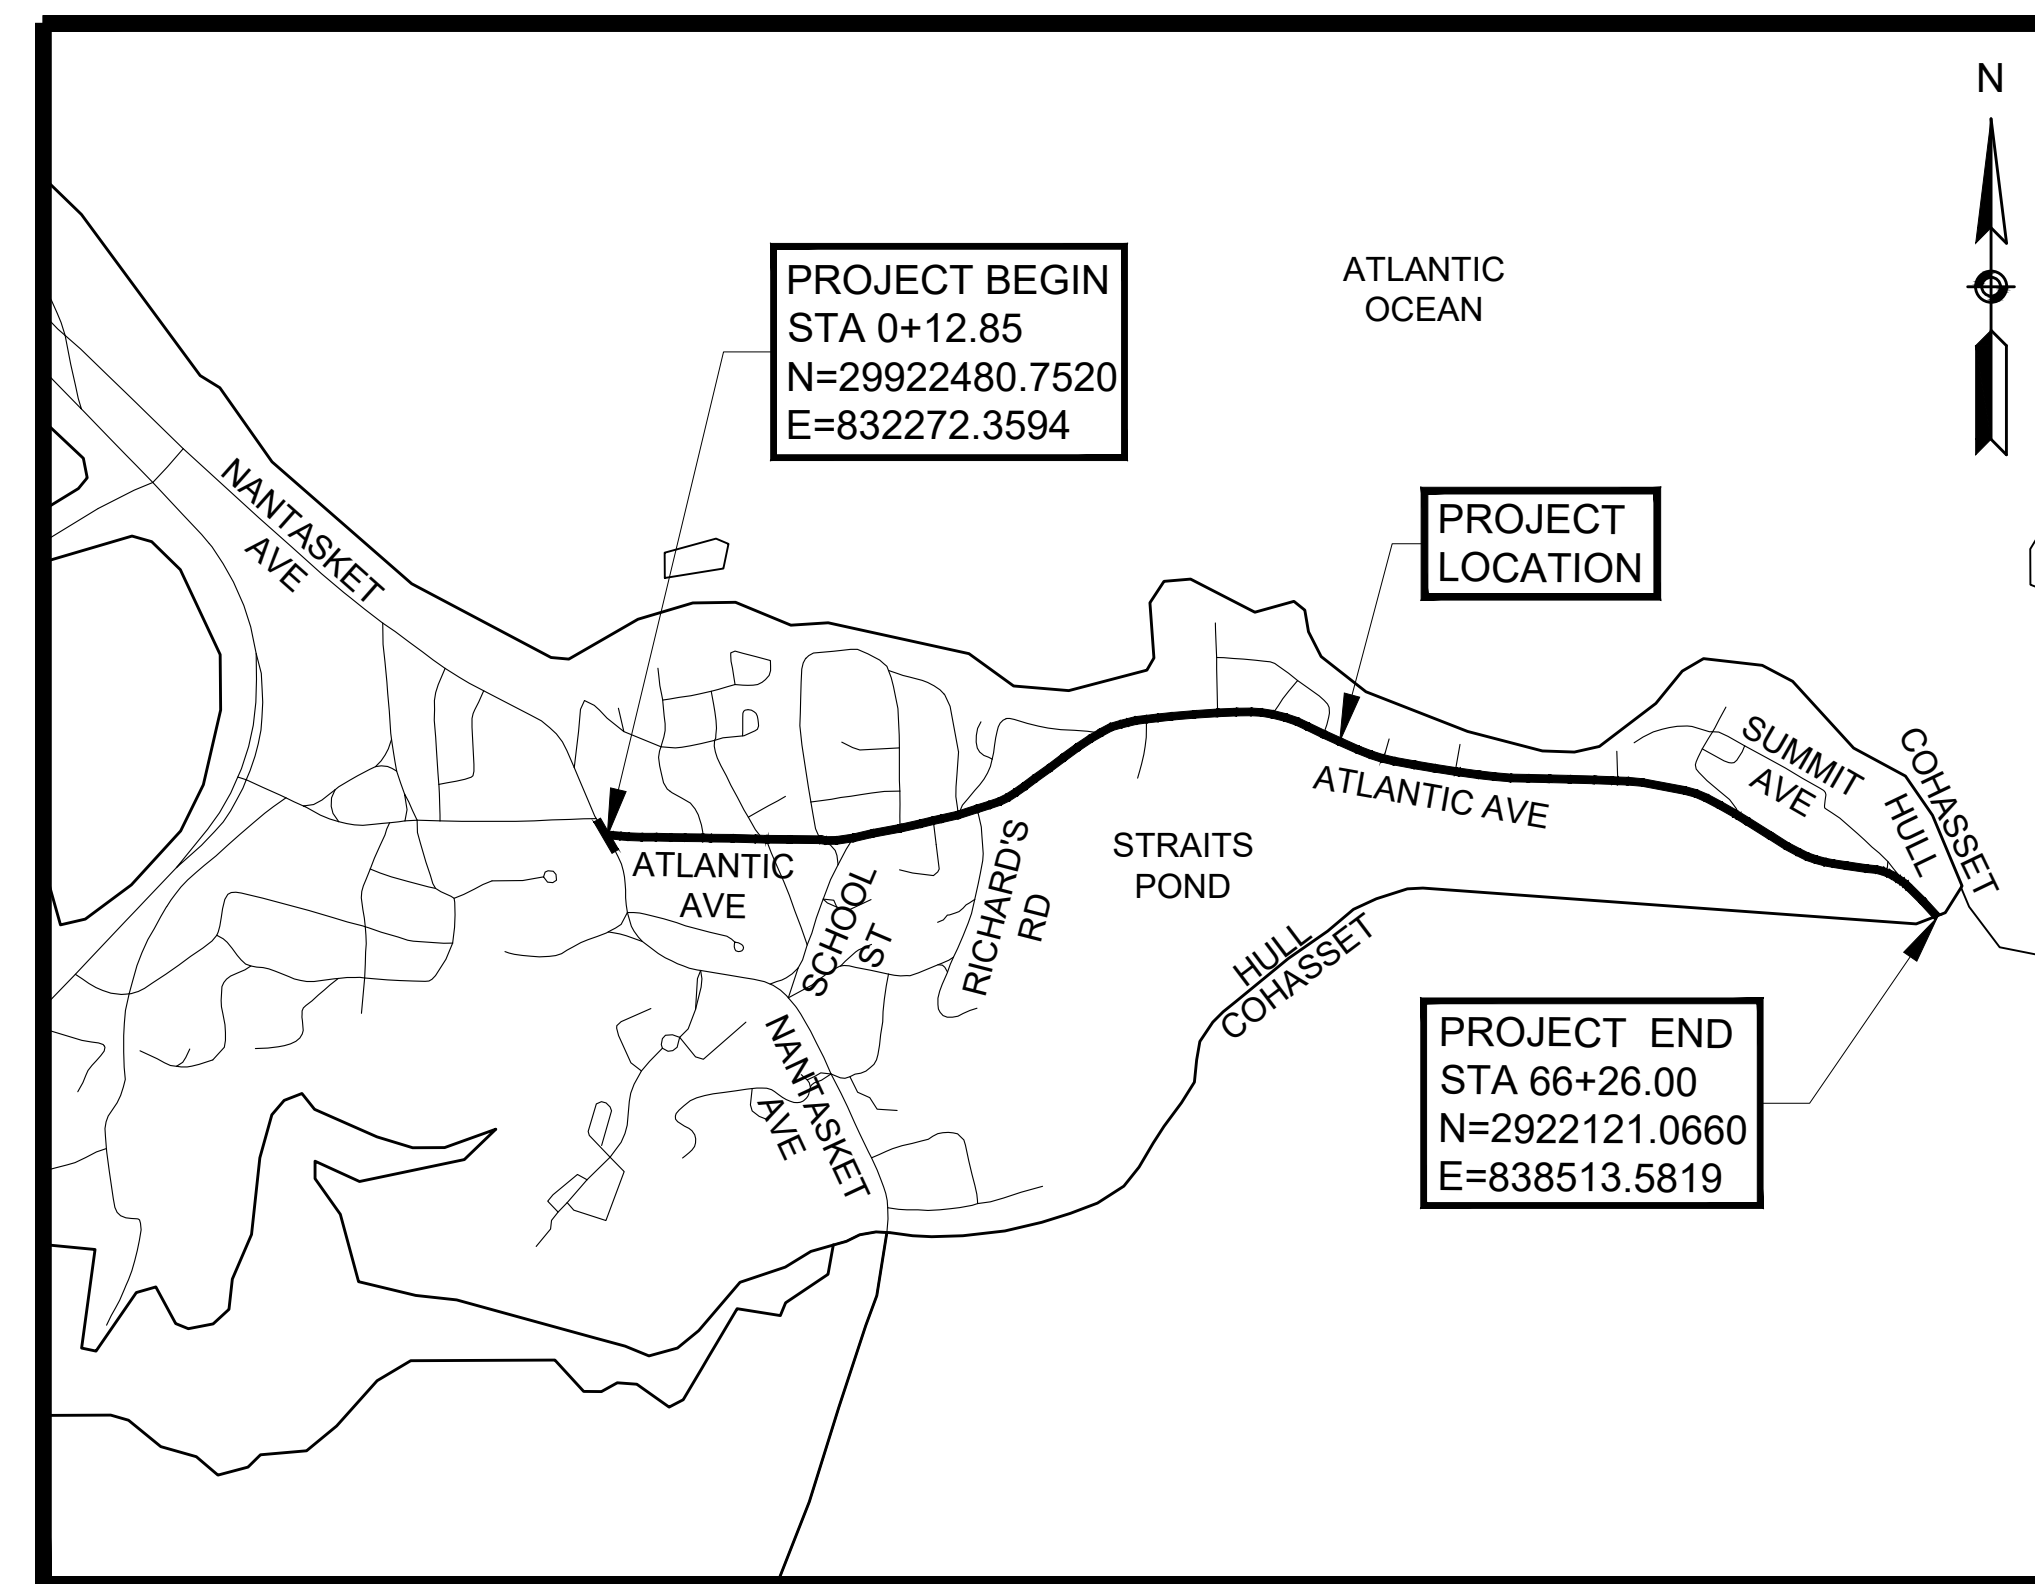 N
PROJECT BEGIN
STA 0+12.85
N=29922480.7520
E=832272.3594
ATLANTIC
OCEAN
NANTASKET
AVE
PROJECT
LOCATION
SUMMIT
AVE
COHASSET
HULL
ATLANTIC AVE
ATLANTIC
AVE
SCHOOL
ST
RICHARD'S
RD
STRAITS
POND
HULL
COHASSET
NANTASKET
AVE
PROJECT  END
STA 66+26.00
N=2922121.0660
E=838513.5819